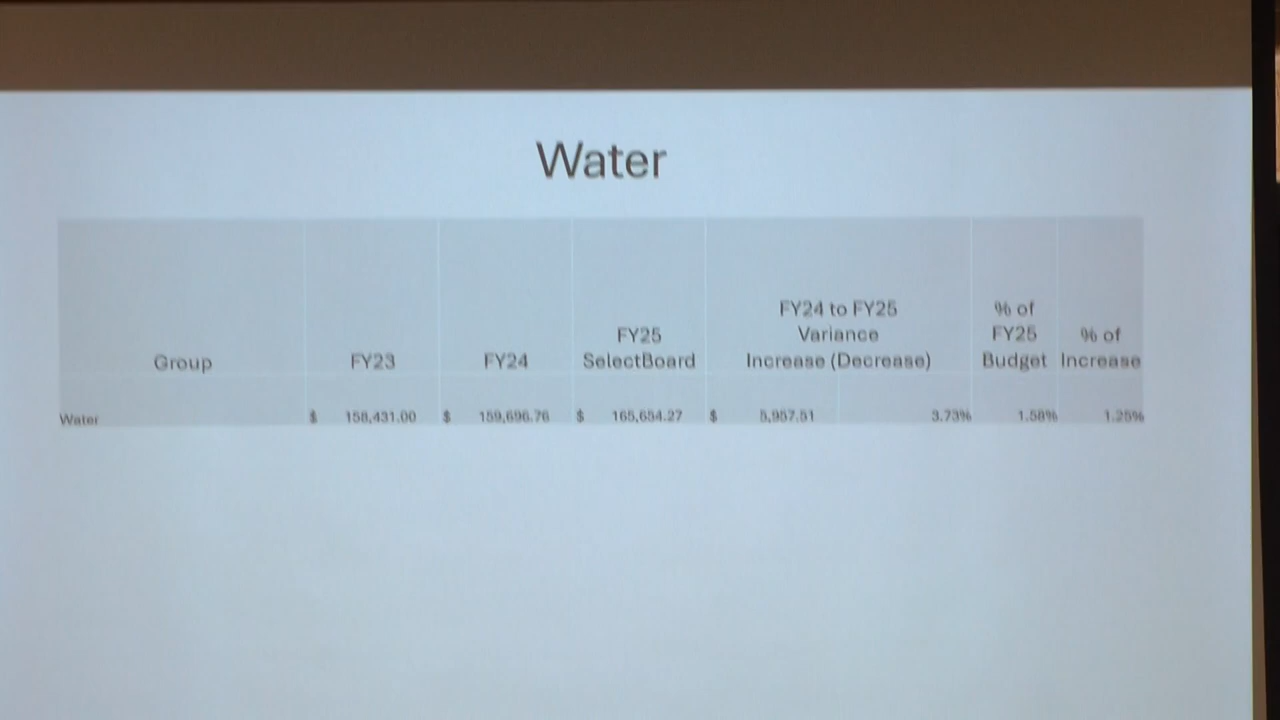 Water
Group FY23 FY24 FY25 SelectBoard FY24 to FY25 Variance Increase (Decrease) % of FY25 Budget % of Increase
Water $ 158,431.00 $ 159,696.76 $ 165,654.27 $ 5,957.51 3.73% 1.58% 1.25%